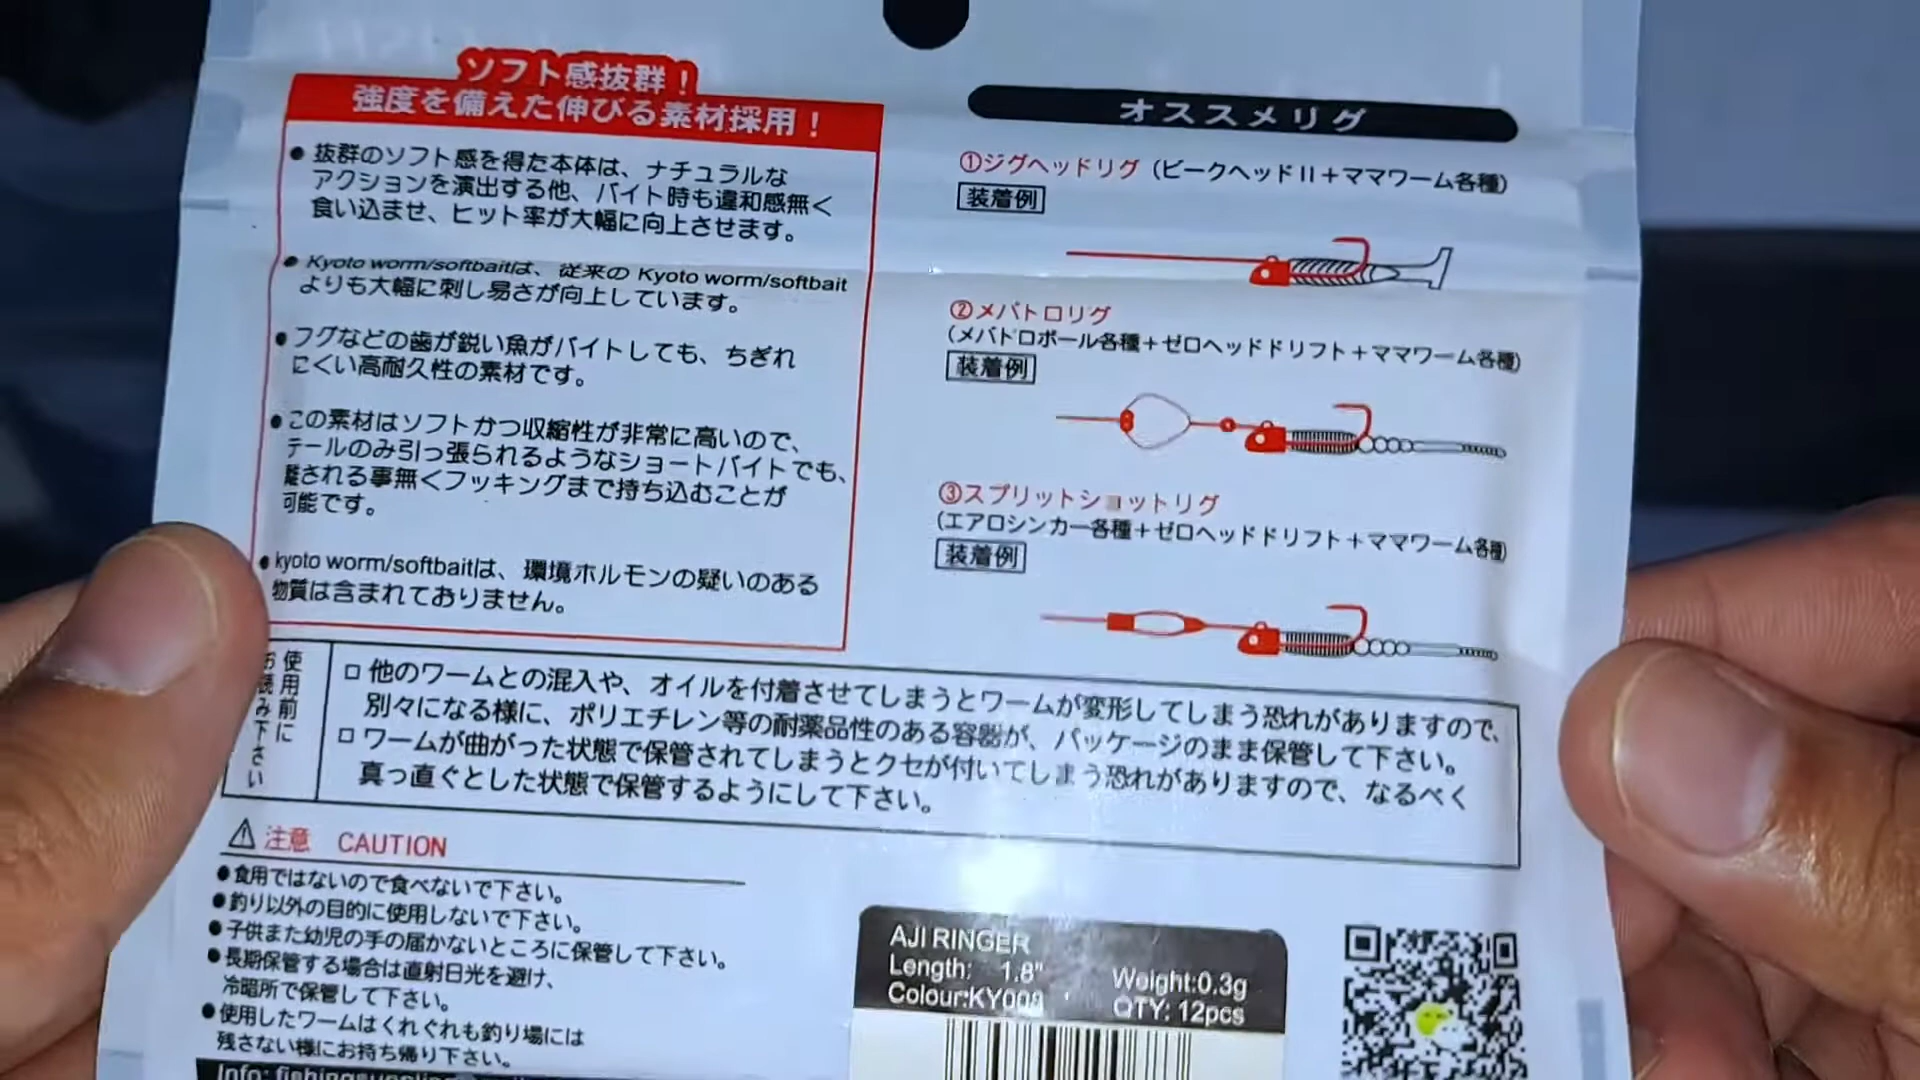 ソフト感抜群！
強度を備えた伸びる素材採用！
● 抜群のソフト感を得た本体は、ナチュラルな
アクションを演出する他、バイト時も違和感無く
食い込ませ、ヒット率が大幅に向上させます。
● Kyoto worm/softbaitは、従来の Kyoto worm/softbait
よりも大幅に刺し易さが向上しています。
● フグなどの歯が鋭い魚がバイトしても、ちぎれ
にくい高耐久性の素材です。
● この素材はソフトかつ収縮性が非常に高いので、
テールのみ引っ張られるようなショートバイトでも、
離される事無くフッキングまで持ち込むことが
可能です。
● kyoto worm/softbaitは、環境ホルモンの疑いのある
物質は含まれておりません。
オススメリグ
①ジグヘッドリグ（ビークヘッドII＋ママワーム各種）
装着例
②メバトロリグ
(メバトロボール各種＋ゼロヘッドドリフト＋ママワーム各種)
装着例
③スプリットショットリグ
(エアロシンカー各種＋ゼロヘッドドリフト＋ママワーム各種)
装着例
使用前に
お読み下さい
□ 他のワームとの混入や、オイルを付着させてしまうとワームが変形してしまう恐れがありますので、
別々になる様に、ポリエチレン等の耐薬品性のある容器が、パッケージのまま保管して下さい。
□ ワームが曲がった状態で保管されてしまうとクセが付いてしまう恐れがありますので、なるべく
真っ直ぐとした状態で保管するようにして下さい。
⚠ 注意 CAUTION
●食用ではないので食べないで下さい。
●釣り以外の目的に使用しないで下さい。
●子供また幼児の手の届かないところに保管して下さい。
●長期保管する場合は直射日光を避け、
冷暗所で保管して下さい。
●使用したワームはくれぐれも釣り場には
残さない様にお持ち帰り下さい。
AJI RINGER
Length: 1.8" Weight:0.3g
Colour:KY008 QTY: 12pcs
Info: